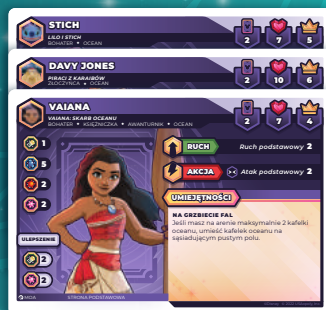 STICH
LILO I STICH
BOHATER • OCEAN
2 7 5
DAVY JONES
PIRACI Z KARAIBÓW
ZŁOCZYŃCA • OCEAN
2 10 6
VAIANA
VAIANA: SKARB OCEANU
BOHATER • KSIĘŻNICZKA • AWANTURNIK • OCEAN
2 7 4
1
5
2
2
ULEPSZENIE
2
2
RUCH Ruch podstawowy 2
AKCJA Atak podstawowy 2
UMIEJĘTNOŚCI
NA GRZBIECIE FAL
Jeśli masz na arenie maksymalnie 2 kafelki
oceanu, umieść kafelek oceanu na
sąsiadującym pustym polu.
STRONA PODSTAWOWA